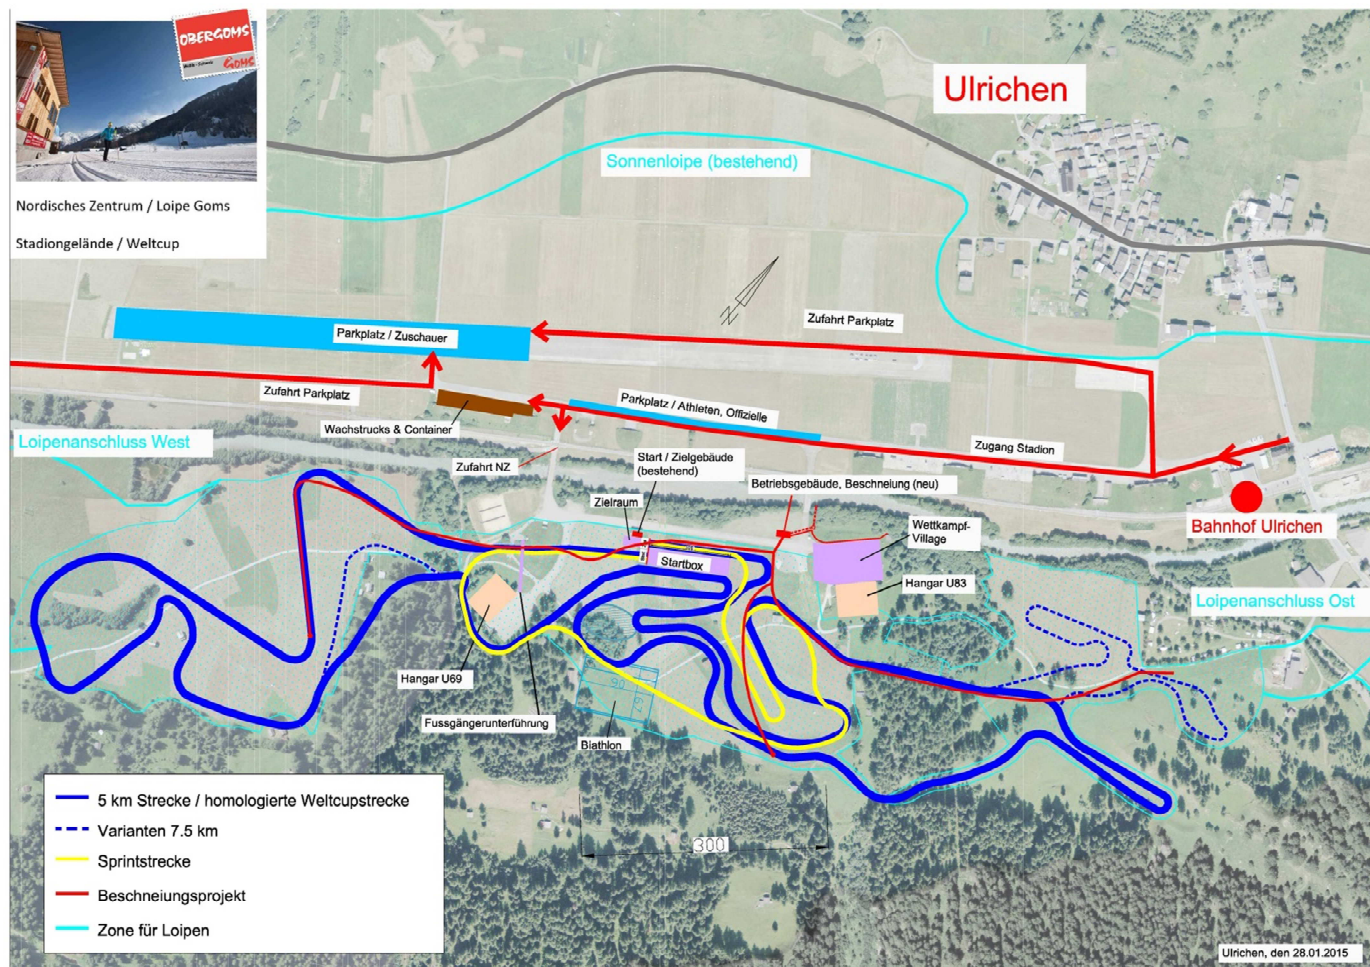 OBERGOMS
GOMS
Nordisches Zentrum / Loipe Goms
Stadiongelände / Weltcup
Ulrichen
Sonnenloipe (bestehend)
N
Zufahrt Parkplatz
Parkplatz / Zuschauer
Zufahrt Parkplatz
Parkplatz / Athleten, Offizielle
Wachstrucks & Container
Zugang Stadion
Loipenanschluss West
Zufahrt NZ
Start / Zielgebäude
(bestehend)
Betriebsgebäude, Beschneiung (neu)
Zielraum
Wettkampf-
Village
Bahnhof Ulrichen
Startbox
Hangar U83
Loipenanschluss Ost
Hangar U69
90
Fussgängerunterführung
Biathlon
300
5 km Strecke / homologierte Weltcupstrecke
Varianten 7.5 km
Sprintstrecke
Beschneiungsprojekt
Zone für Loipen
Ulrichen, den 28.01.2015